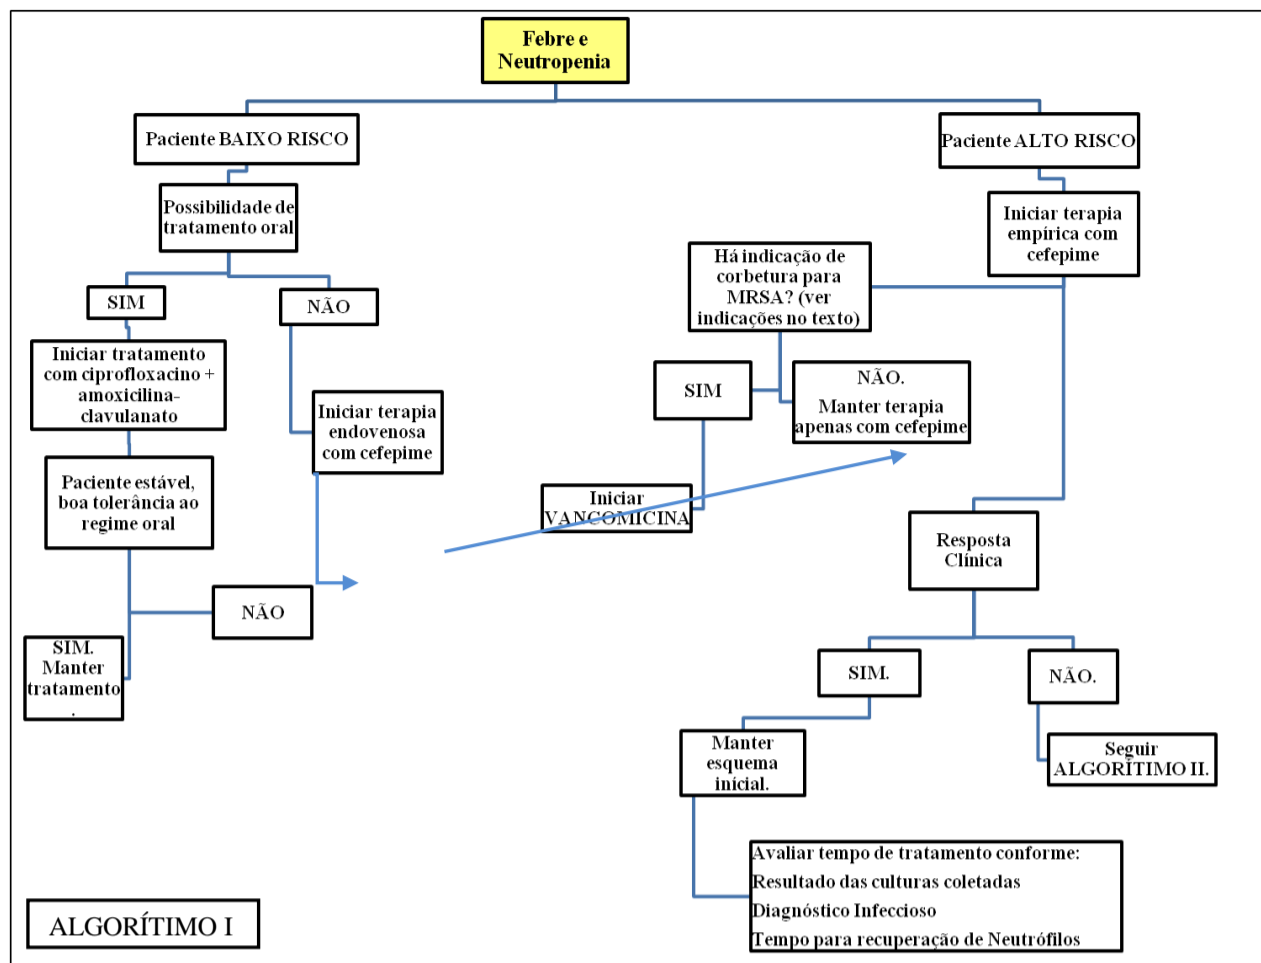 Febre e
Neutropenia
Paciente BAIXO RISCO
Paciente ALTO RISCO
Possibilidade de
tratamento oral
Iniciar terapia
empírica com
cefepime
Há indicação de
corbetura para
MRSA? (ver
indicações no texto)
SIM
NÃO
Iniciar tratamento
com ciprofloxacino +
amoxicilina-
clavulanato
SIM
NÃO.
Manter terapia
apenas com cefepime
Iniciar terapia
endovenosa
com cefepime
Paciente estável,
boa tolerância ao
regime oral
Iniciar
VANCOMICINA
Resposta
Clínica
NÃO
SIM.
Manter
tratamento
.
SIM.
NÃO.
Manter
esquema
inicial.
Seguir
ALGORÍTIMO II.
Avaliar tempo de tratamento conforme:
Resultado das culturas coletadas
Diagnóstico Infeccioso
Tempo para recuperação de Neutrófilos
ALGORÍTIMO I